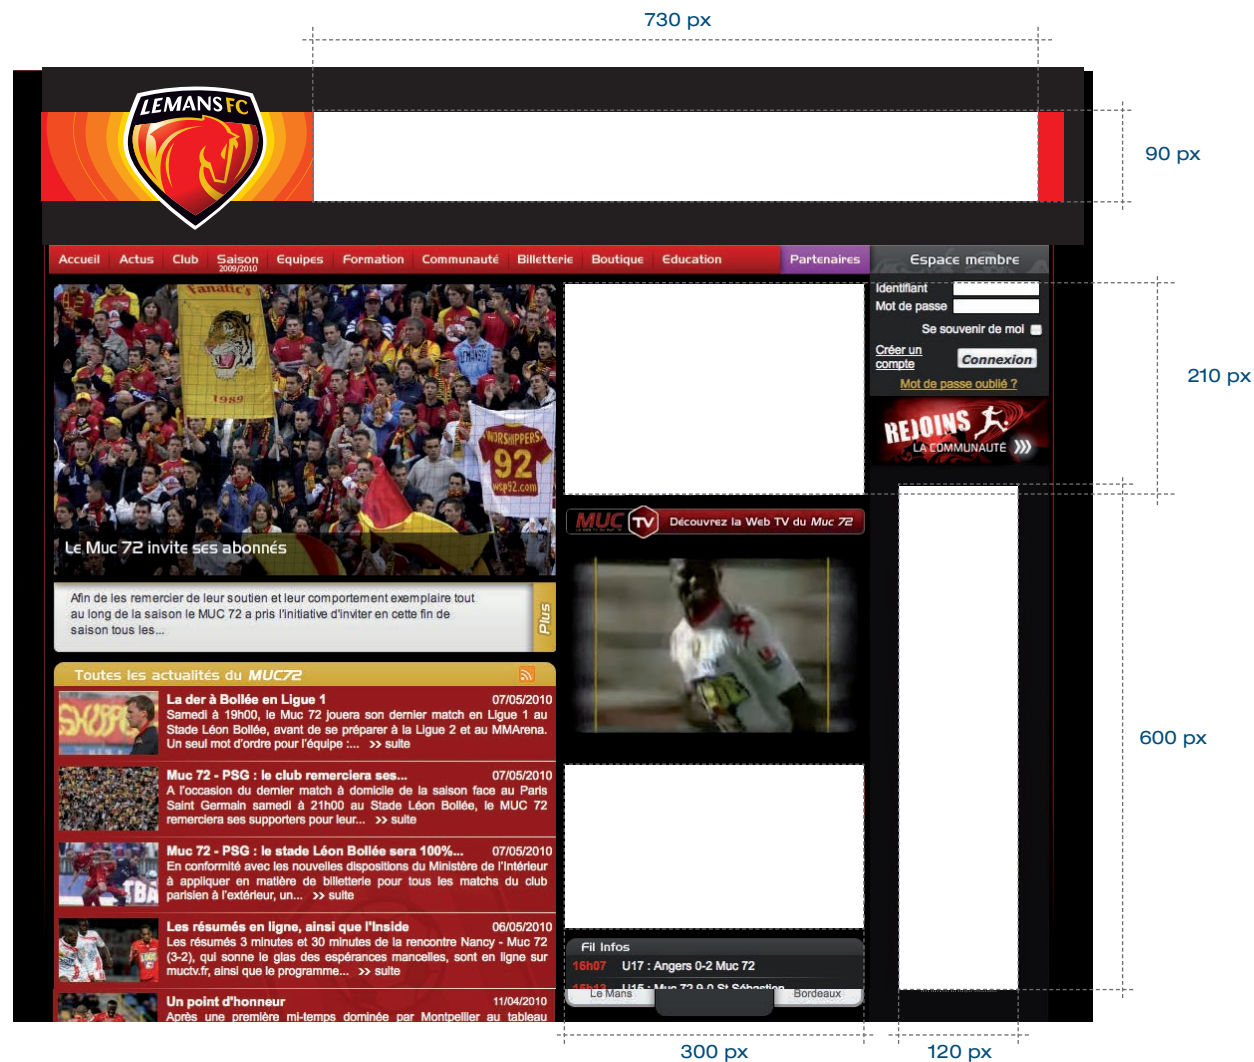 730 px
LEMANS FC
90 px
Accueil Actus Club Saison 2009/2010 Equipes Formation Communauté Billetterie Boutique Education Partenaires Espace membre
Fanatic's
1989
WORSHIPPERS
92
wsp92.com
Le Muc 72 invite ses abonnés
Identifiant
Mot de passe
Se souvenir de moi
Créer un
compte
Connexion
Mot de passe oublié ?
210 px
REJOINS
LA COMMUNAUTÉ
MUC TV Découvrez la Web TV du Muc 72
Afin de les remercier de leur soutien et leur comportement exemplaire tout
au long de la saison le MUC 72 a pris l'initiative d'inviter en cette fin de
saison tous les...
Plus
Toutes les actualités du MUC72
La der à Bollée en Ligue 1 07/05/2010
Samedi à 19h00, le Muc 72 jouera son dernier match en Ligue 1 au
Stade Léon Bollée, avant de se préparer à la Ligue 2 et au MMArena.
Un seul mot d'ordre pour l'équipe :... >> suite
Muc 72 - PSG : le club remerciera ses... 07/05/2010
A l'occasion du dernier match à domicile de la saison face au Paris
Saint Germain samedi à 21h00 au Stade Léon Bollée, le MUC 72
remerciera ses supporters pour leur... >> suite
Muc 72 - PSG : le stade Léon Bollée sera 100%... 07/05/2010
En conformité avec les nouvelles dispositions du Ministère de l'Intérieur
à appliquer en matière de billetterie pour tous les matchs du club
parisien à l'extérieur, un... >> suite
Les résumés en ligne, ainsi que l'Inside 06/05/2010
Les résumés 3 minutes et 30 minutes de la rencontre Nancy - Muc 72
(3-2), qui sonne le glas des espérances mancelles, sont en ligne sur
muctv.fr, ainsi que le programme... >> suite
Un point d'honneur 11/04/2010
Après une première mi-temps dominée par Montpellier au tableau
Fil Infos
16h07 U17 : Angers 0-2 Muc 72
15h13 U15 : Muc 72 9-0 St Sébastien
Le Mans Bordeaux
600 px
300 px
120 px